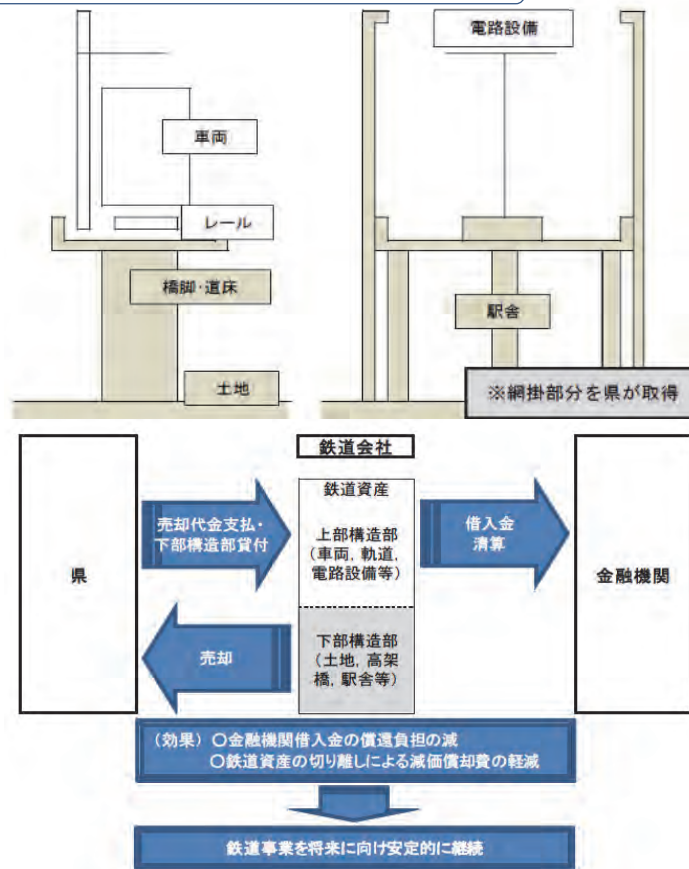 電路設備
車両
レール
橋脚・道床
駅舎
土地
※網掛部分を県が取得
鉄道会社
県
売却代金支払・
下部構造部貸付
鉄道資産
上部構造部
(車両, 軌道,
電路設備等)
借入金
清算
金融機関
売却
下部構造部
(土地, 高架
橋, 駅舎等)
(効果) ○金融機関借入金の償還負担の減
○鉄道資産の切り離しによる減価償却費の軽減
鉄道事業を将来に向け安定的に継続